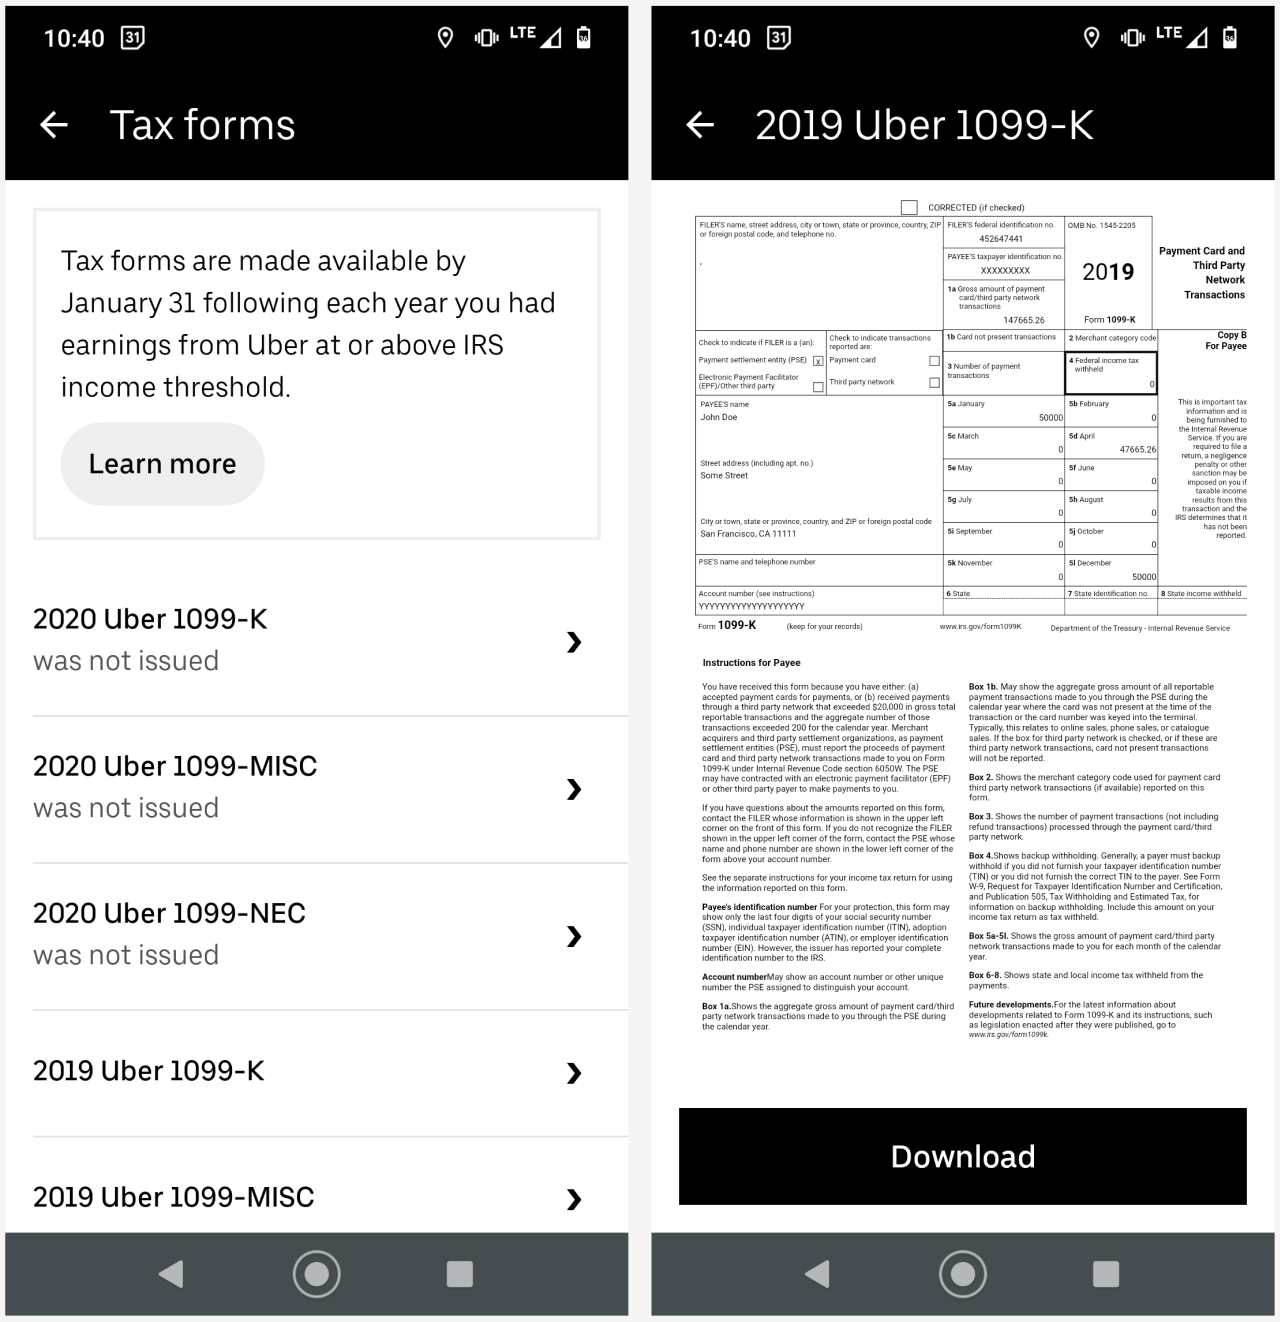 10:40 31 LTE 36
Tax forms
Tax forms are made available by
January 31 following each year you had
earnings from Uber at or above IRS
income threshold.
Learn more
2020 Uber 1099-K
was not issued
2020 Uber 1099-MISC
was not issued
2020 Uber 1099-NEC
was not issued
2019 Uber 1099-K
2019 Uber 1099-MISC
10:40 31 LTE 36
2019 Uber 1099-K
CORRECTED (if checked)
FILER'S name, street address, city or town, state or province, country, ZIP
or foreign postal code, and telephone no.
,
FILER'S federal identification no.
452647441
PAYEE'S taxpayer identification no.
XXXXXXXXX
1a Gross amount of payment
card/third party network
transactions
147665.26
OMB No. 1545-2205
2019
Form 1099-K
Payment Card and
Third Party
Network
Transactions
Check to indicate if FILER is a (an):
Payment settlement entity (PSE) X
Electronic Payment Facilitator
(EPF)/Other third party
Check to indicate transactions
reported are:
Payment card
Third party network
1b Card not present transactions
2 Merchant category code
3 Number of payment
transactions
4 Federal income tax
withheld
0
Copy B
For Payee
PAYEE'S name
John Doe
Street address (including apt. no.)
Some Street
City or town, state or province, country, and ZIP or foreign postal code
San Francisco, CA 11111
PSE'S name and telephone number
Account number (see instructions)
YYYYYYYYYYYYYYYYYYYY
5a January
50000
5b February
0
5c March
0
5d April
47665.26
5e May
0
5f June
0
5g July
0
5h August
0
5i September
0
5j October
0
5k November
0
5l December
50000
6 State
7 State identification no.
8 State income withheld
This is important tax
information and is
being furnished to
the Internal Revenue
Service. If you are
required to file a
return, a negligence
penalty or other
sanction may be
imposed on you if
taxable income
results from this
transaction and the
IRS determines that it
has not been
reported.
Form 1099-K (keep for your records) www.irs.gov/form1099K Department of the Treasury - Internal Revenue Service
Instructions for Payee
You have received this form because you have either: (a)
accepted payment cards for payments, or (b) received payments
through a third party network that exceeded $20,000 in gross total
reportable transactions and the aggregate number of those
transactions exceeded 200 for the calendar year. Merchant
acquirers and third party settlement organizations, as payment
settlement entities (PSE), must report the proceeds of payment
card and third party network transactions made to you on Form
1099-K under Internal Revenue Code section 6050W. The PSE
may have contracted with an electronic payment facilitator (EPF)
or other third party payer to make payments to you.
If you have questions about the amounts reported on this form,
contact the FILER whose information is shown in the upper left
corner on the front of this form. If you do not recognize the FILER
shown in the upper left corner of the form, contact the PSE whose
name and phone number are shown in the lower left corner of the
form above your account number.
See the separate instructions for your income tax return for using
the information reported on this form.
Payee's identification number For your protection, this form may
show only the last four digits of your social security number
(SSN), individual taxpayer identification number (ITIN), adoption
taxpayer identification number (ATIN), or employer identification
number (EIN). However, the issuer has reported your complete
identification number to the IRS.
Account numberMay show an account number or other unique
number the PSE assigned to distinguish your account.
Box 1a.Shows the aggregate gross amount of payment card/third
party network transactions made to you through the PSE during
the calendar year.
Box 1b. May show the aggregate gross amount of all reportable
payment transactions made to you through the PSE during the
calendar year where the card was not present at the time of the
transaction or the card number was keyed into the terminal.
Typically, this relates to online sales, phone sales, or catalogue
sales. If the box for third party network is checked, or if these are
third party network transactions, card not present transactions
will not be reported.
Box 2. Shows the merchant category code used for payment card
third party network transactions (if available) reported on this
form.
Box 3. Shows the number of payment transactions (not including
refund transactions) processed through the payment card/third
party network.
Box 4.Shows backup withholding. Generally, a payer must backup
withhold if you did not furnish your taxpayer identification number
(TIN) or you did not furnish the correct TIN to the payer. See Form
W-9, Request for Taxpayer Identification Number and Certification,
and Publication 505, Tax Withholding and Estimated Tax, for
information on backup withholding. Include this amount on your
income tax return as tax withheld.
Box 5a-5l. Shows the gross amount of payment card/third party
network transactions made to you for each month of the calendar
year.
Box 6-8. Shows state and local income tax withheld from the
payments.
Future developments.For the latest information about
developments related to Form 1099-K and its instructions, such
as legislation enacted after they were published, go to
www.irs.gov/form1099k.
Download